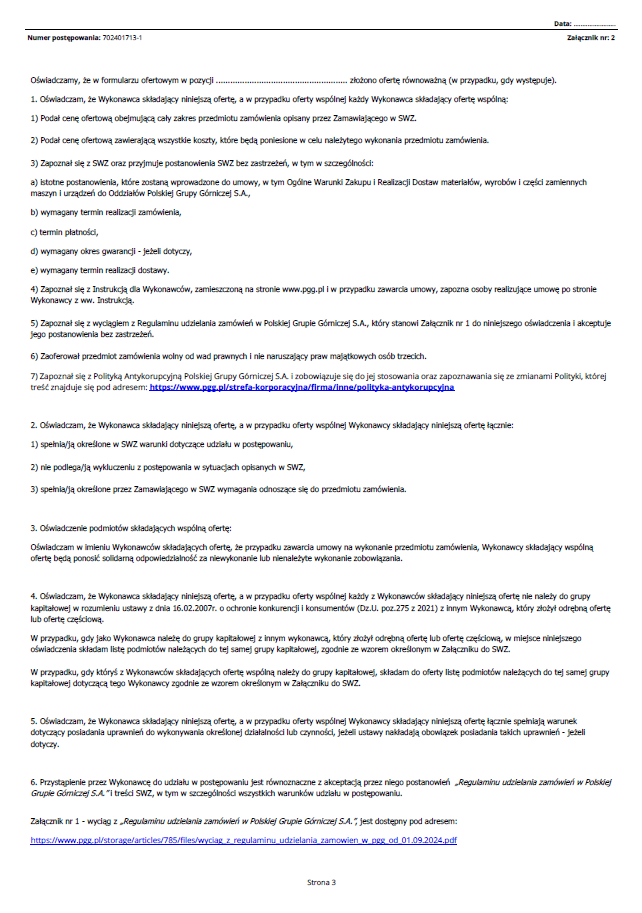 Data: ........................
Numer postępowania: 702401713-1 Załącznik nr: 2
Oświadczamy, że w formularzu ofertowym w pozycji ....................................................... złożono ofertę równoważną (w przypadku, gdy występuje).
1. Oświadczam, że Wykonawca składający niniejszą ofertę, a w przypadku oferty wspólnej każdy Wykonawca składający ofertę wspólną:
1) Podał cenę ofertową obejmującą cały zakres przedmiotu zamówienia opisany przez Zamawiającego w SWZ.
2) Podał cenę ofertową zawierającą wszystkie koszty, które będą poniesione w celu należytego wykonania przedmiotu zamówienia.
3) Zapoznał się z SWZ oraz przyjmuje postanowienia SWZ bez zastrzeżeń, w tym w szczególności:
a) istotne postanowienia, które zostaną wprowadzone do umowy, w tym Ogólne Warunki Zakupu i Realizacji Dostaw materiałów, wyrobów i części zamiennych
maszyn i urządzeń do Oddziałów Polskiej Grupy Górniczej S.A.,
b) wymagany termin realizacji zamówienia,
c) termin płatności,
d) wymagany okres gwarancji - jeżeli dotyczy,
e) wymagany termin realizacji dostawy.
4) Zapoznał się z Instrukcją dla Wykonawców, zamieszczoną na stronie www.pgg.pl i w przypadku zawarcia umowy, zapozna osoby realizujące umowę po stronie
Wykonawcy z ww. Instrukcją.
5) Zapoznał się z wyciągiem z Regulaminu udzielania zamówień w Polskiej Grupie Górniczej S.A., który stanowi Załącznik nr 1 do niniejszego oświadczenia i akceptuje
jego postanowienia bez zastrzeżeń.
6) Zaoferował przedmiot zamówienia wolny od wad prawnych i nie naruszający praw majątkowych osób trzecich.
7) Zapoznał się z Polityką Antykorupcyjną Polskiej Grupy Górniczej S.A. i zobowiązuje się do jej stosowania oraz zapoznawania się ze zmianami Polityki, której
treść znajduje się pod adresem: https://www.pgg.pl/strefa-korporacyjna/firma/inne/polityka-antykorupcyjna
2. Oświadczam, że Wykonawca składający niniejszą ofertę, a w przypadku oferty wspólnej Wykonawcy składający niniejszą ofertę łącznie:
1) spełnia/ją określone w SWZ warunki dotyczące udziału w postępowaniu,
2) nie podlega/ją wykluczeniu z postępowania w sytuacjach opisanych w SWZ,
3) spełnia/ją określone przez Zamawiającego w SWZ wymagania odnoszące się do przedmiotu zamówienia.
3. Oświadczenie podmiotów składających wspólną ofertę:
Oświadczam w imieniu Wykonawców składających ofertę, że przypadku zawarcia umowy na wykonanie przedmiotu zamówienia, Wykonawcy składający wspólną
ofertę będą ponosić solidarną odpowiedzialność za niewykonanie lub nienależyte wykonanie zobowiązania.
4. Oświadczam, że Wykonawca składający niniejszą ofertę, a w przypadku oferty wspólnej każdy z Wykonawców składający niniejszą ofertę nie należy do grupy
kapitałowej w rozumieniu ustawy z dnia 16.02.2007r. o ochronie konkurencji i konsumentów (Dz.U. poz.275 z 2021) z innym Wykonawcą, który złożył odrębną ofertę
lub ofertę częściową.
W przypadku, gdy jako Wykonawca należę do grupy kapitałowej z innym wykonawcą, który złożył odrębną ofertę lub ofertę częściową, w miejsce niniejszego
oświadczenia składam listę podmiotów należących do tej samej grupy kapitałowej, zgodnie ze wzorem określonym w Załączniku do SWZ.
W przypadku, gdy któryś z Wykonawców składających ofertę wspólną należy do grupy kapitałowej, składam do oferty listę podmiotów należących do tej samej grupy
kapitałowej dotyczącą tego Wykonawcy zgodnie ze wzorem określonym w Załączniku do SWZ.
5. Oświadczam, że Wykonawca składający niniejszą ofertę, a w przypadku oferty wspólnej Wykonawcy składający niniejszą ofertę łącznie spełniają warunek
dotyczący posiadania uprawnień do wykonywania określonej działalności lub czynności, jeżeli ustawy nakładają obowiązek posiadania takich uprawnień - jeżeli
dotyczy.
6. Przystąpienie przez Wykonawcę do udziału w postępowaniu jest równoznaczne z akceptacją przez niego postanowień „Regulaminu udzielania zamówień w Polskiej
Grupie Górniczej S.A.” i treści SWZ, w tym w szczególności wszystkich warunków udziału w postępowaniu.
Załącznik nr 1 - wyciąg z „Regulaminu udzielania zamówień w Polskiej Grupie Górniczej S.A.”, jest dostępny pod adresem:
https://www.pgg.pl/storage/articles/785/files/wyciag_z_regulaminu_udzielania_zamowien_w_pgg_od_01.09.2024.pdf
Strona 3